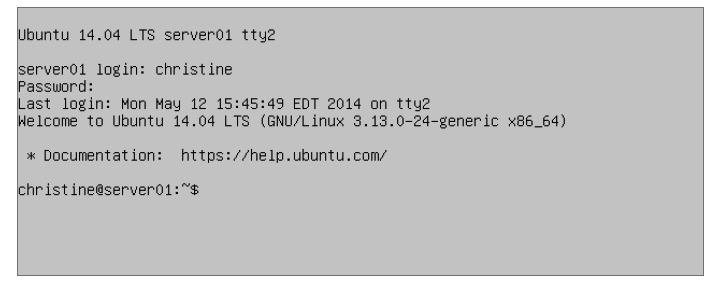 Ubuntu 14.04 LTS server01 tty2
server01 login: christine
Password:
Last login: Mon May 12 15:45:49 EDT 2014 on tty2
Welcome to Ubuntu 14.04 LTS (GNU/Linux 3.13.0-24-generic x86_64)
* Documentation:  https://help.ubuntu.com/
christine@server01:~$